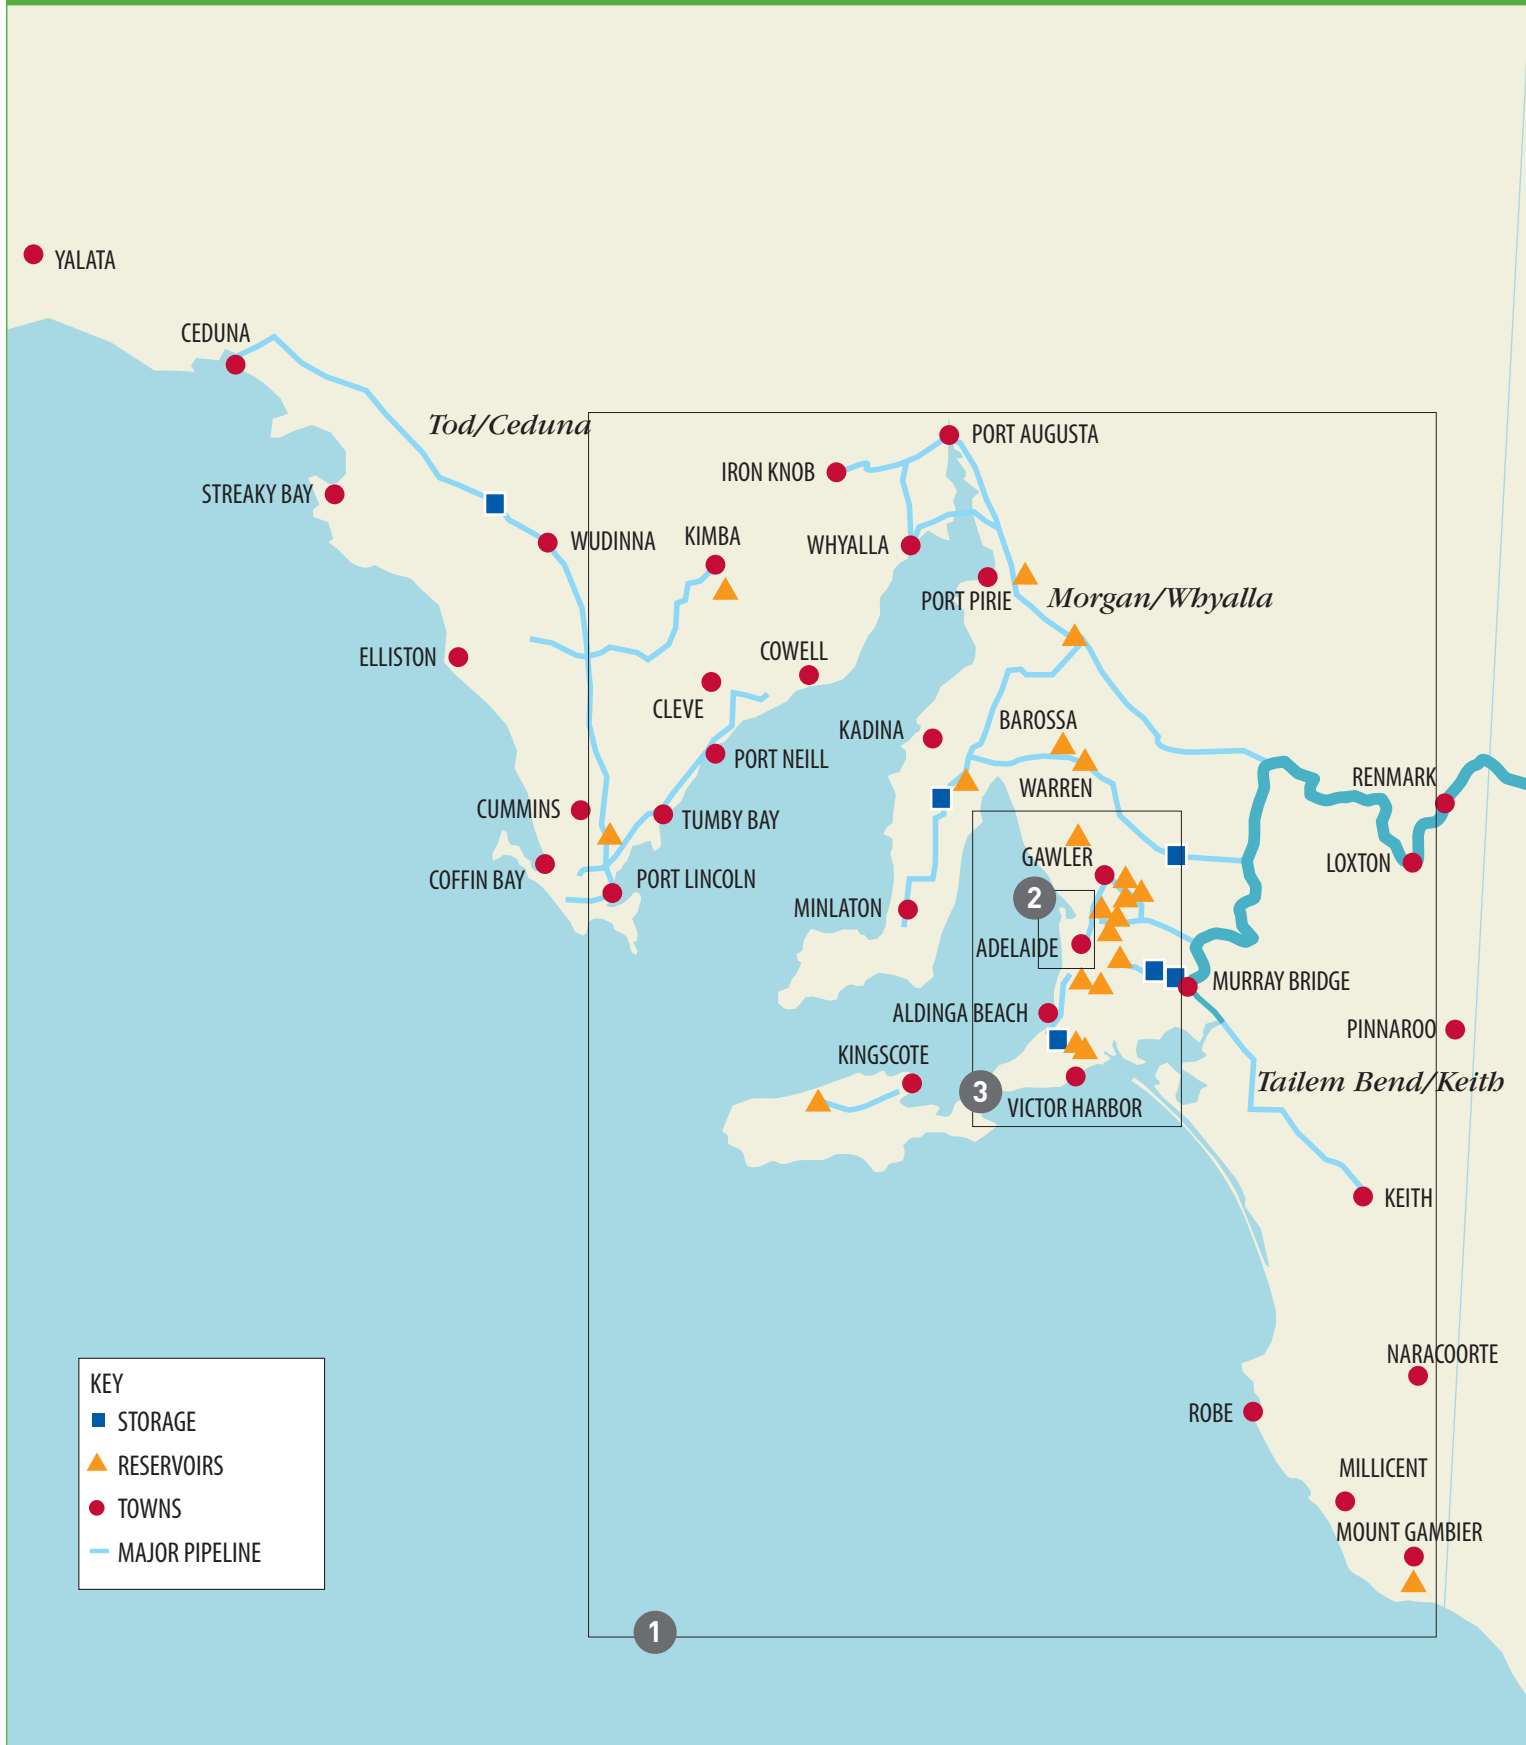 YALATA
CEDUNA
Tod/Ceduna
PORT AUGUSTA
IRON KNOB
STREAKY BAY
WUDINNA
KIMBA
WHYALLA
PORT PIRIE
Morgan/Whyalla
ELLISTON
COWELL
CLEVE
KADINA
BAROSSA
PORT NEILL
WARREN
RENMARK
CUMMINS
TUMBY BAY
GAWLER
LOXTON
COFFIN BAY
PORT LINCOLN
2
MINLATON
ADELAIDE
MURRAY BRIDGE
ALDINGA BEACH
PINNAROO
KINGSCOTE
3
Tailem Bend/Keith
VICTOR HARBOR
KEITH
NARACOORTE
ROBE
MILLICENT
MOUNT GAMBIER
1
KEY
STORAGE
RESERVOIRS
TOWNS
MAJOR PIPELINE